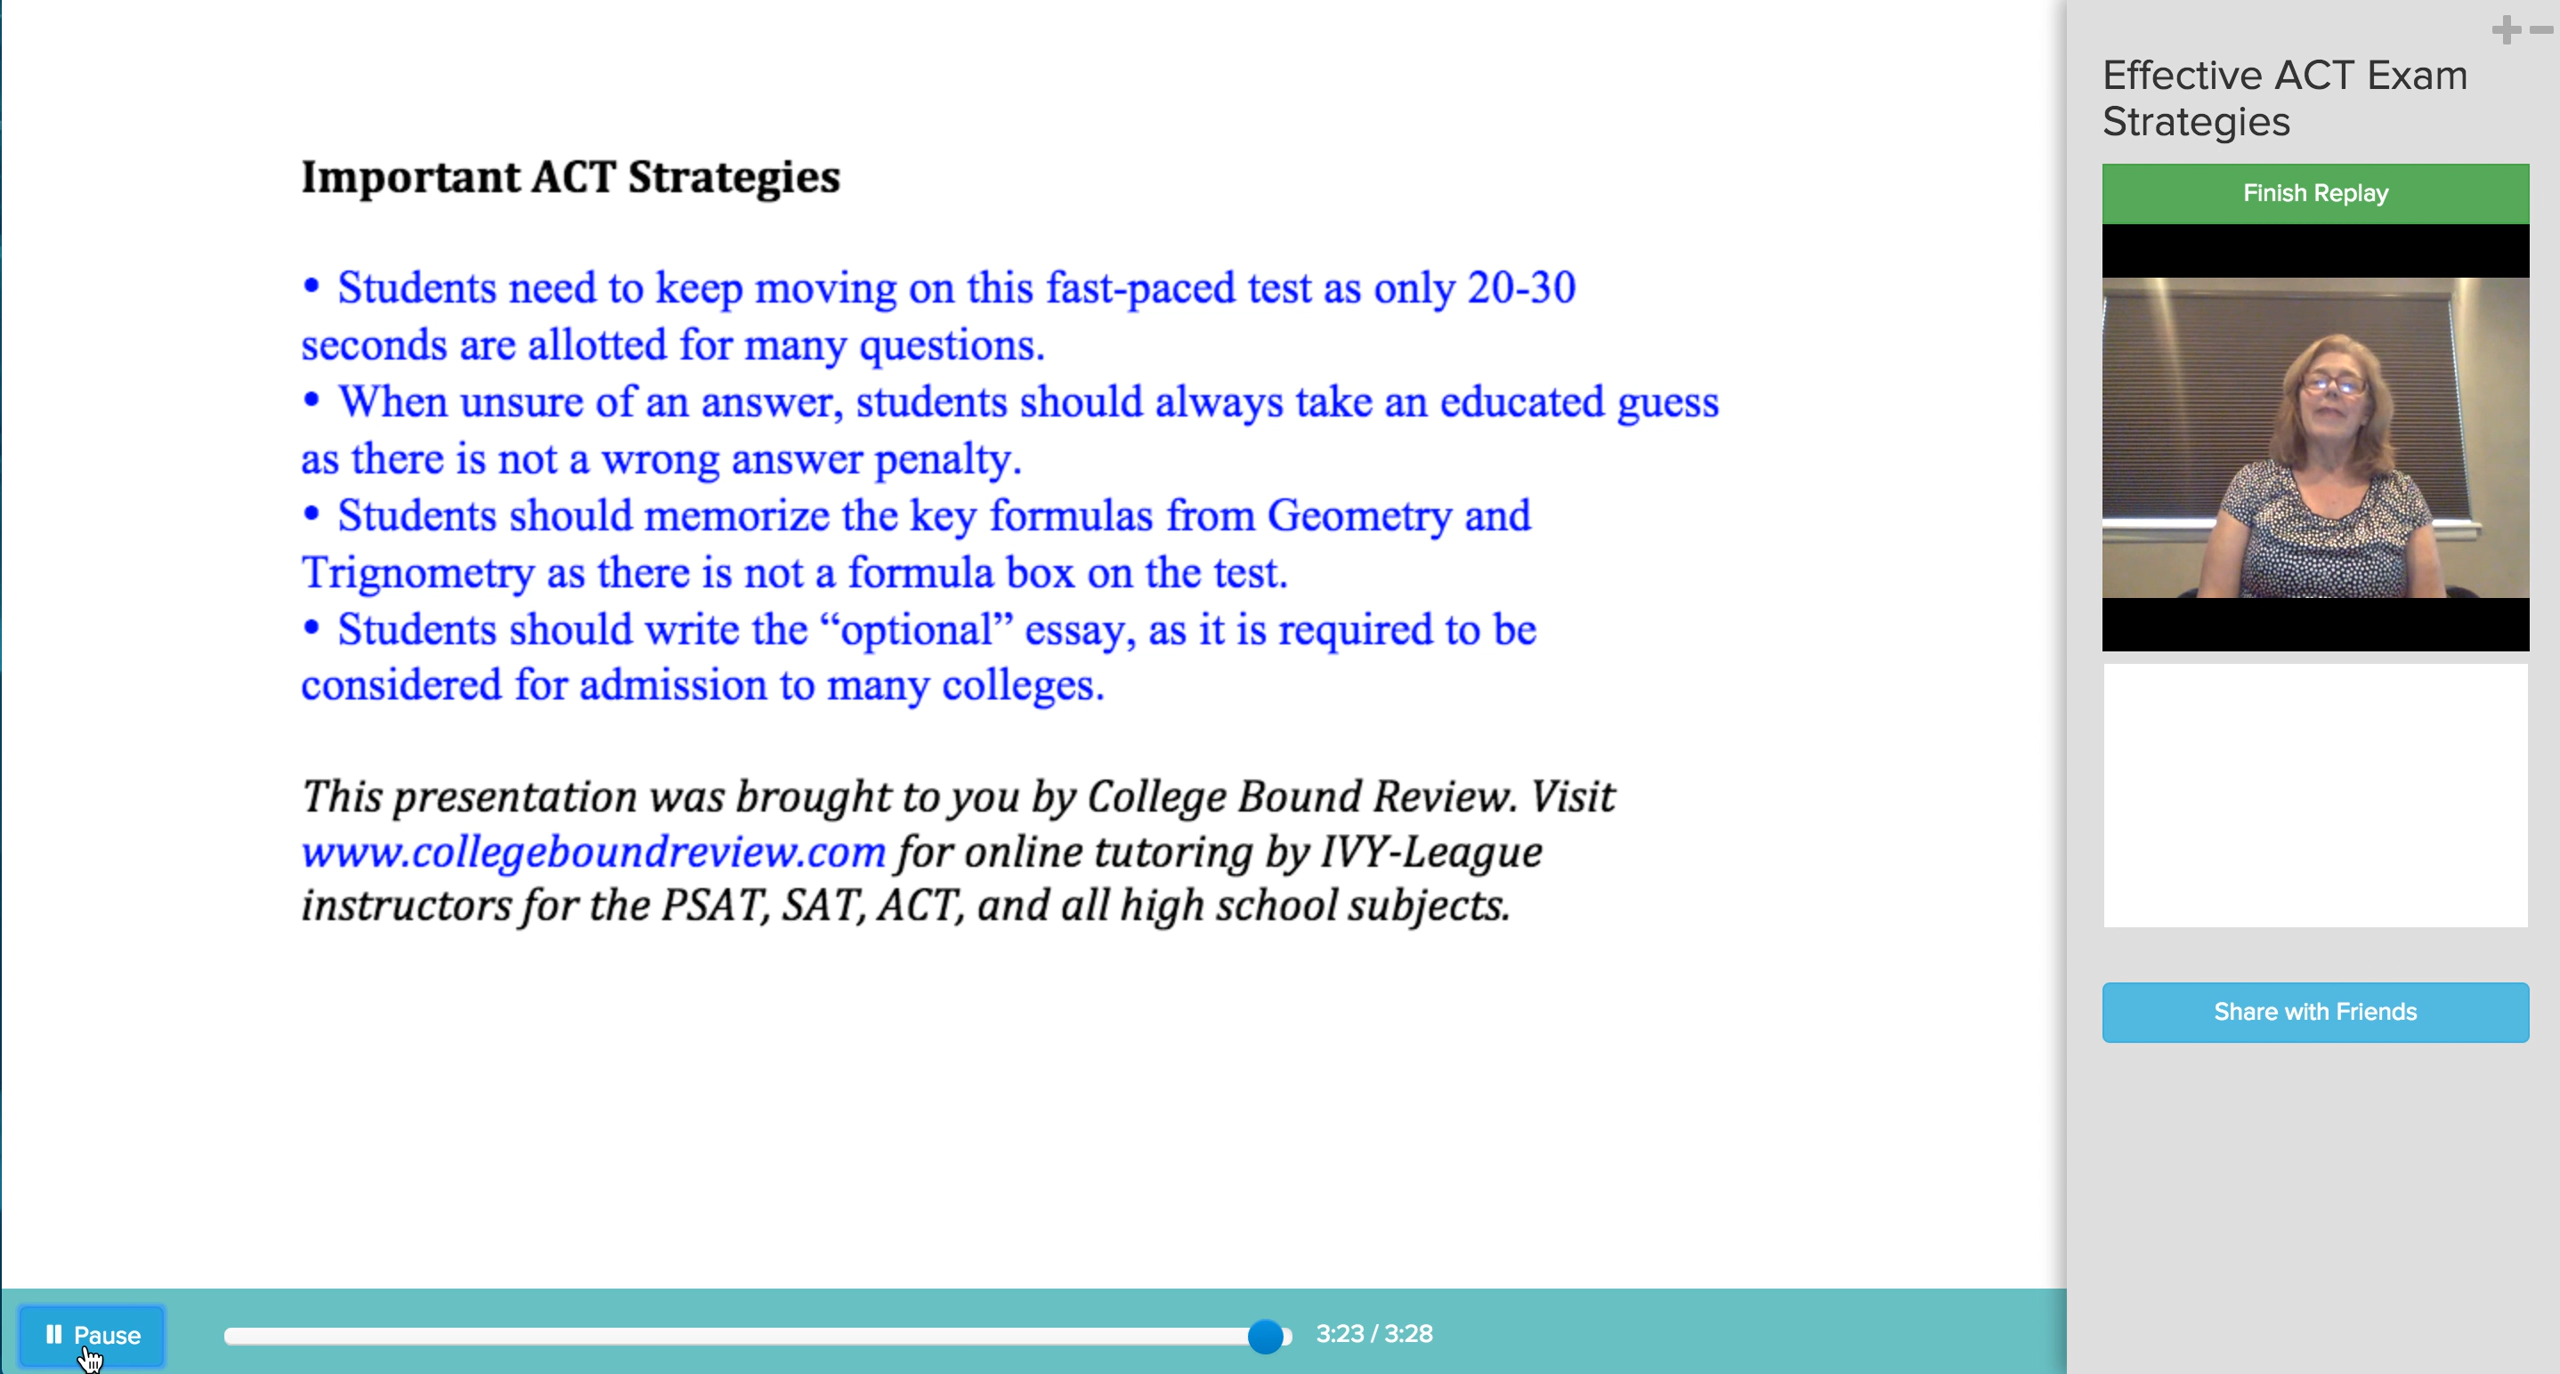 Important ACT Strategies
• Students need to keep moving on this fast-paced test as only 20-30
seconds are allotted for many questions.
• When unsure of an answer, students should always take an educated guess
as there is not a wrong answer penalty.
• Students should memorize the key formulas from Geometry and
Trignometry as there is not a formula box on the test.
• Students should write the “optional” essay, as it is required to be
considered for admission to many colleges.
This presentation was brought to you by College Bound Review. Visit
www.collegeboundreview.com for online tutoring by IVY-League
instructors for the PSAT, SAT, ACT, and all high school subjects.
Pause
3:23 / 3:28
Effective ACT Exam
Strategies
Finish Replay
Share with Friends